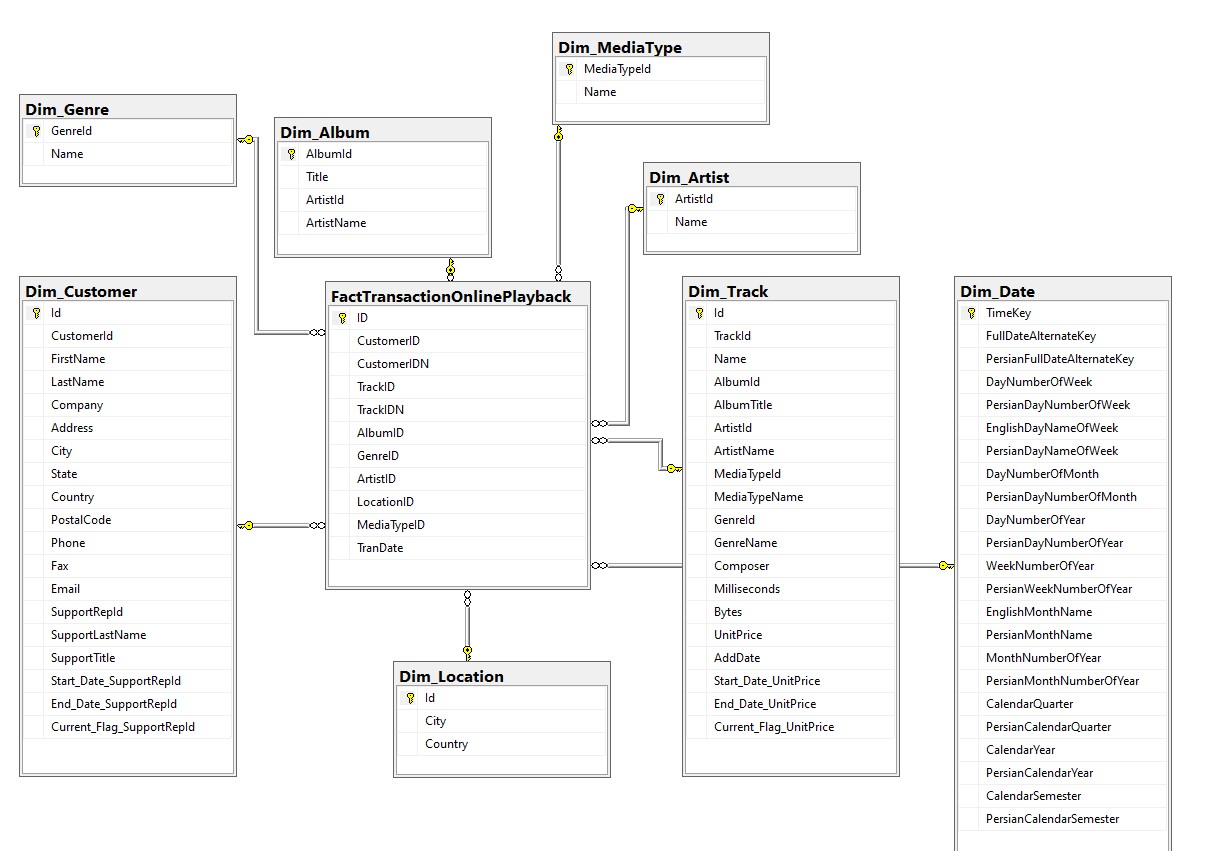 Dim_MediaType
MediaTypeId
Name
Dim_Genre
GenreId
Name
Dim_Album
AlbumId
Title
ArtistId
ArtistName
Dim_Artist
ArtistId
Name
Dim_Customer
Id
CustomerId
FirstName
LastName
Company
Address
City
State
Country
PostalCode
Phone
Fax
Email
SupportRepId
SupportLastName
SupportTitle
Start_Date_SupportRepId
End_Date_SupportRepId
Current_Flag_SupportRepId
FactTransactionOnlinePlayback
ID
CustomerID
CustomerIDN
TrackID
TrackIDN
AlbumID
GenreID
ArtistID
LocationID
MediaTypeID
TranDate
Dim_Track
Id
TrackId
Name
AlbumId
AlbumTitle
ArtistId
ArtistName
MediaTypeId
MediaTypeName
GenreId
GenreName
Composer
Milliseconds
Bytes
UnitPrice
AddDate
Start_Date_UnitPrice
End_Date_UnitPrice
Current_Flag_UnitPrice
Dim_Date
TimeKey
FullDateAlternateKey
PersianFullDateAlternateKey
DayNumberOfWeek
PersianDayNumberOfWeek
EnglishDayNameOfWeek
PersianDayNameOfWeek
DayNumberOfMonth
PersianDayNumberOfMonth
DayNumberOfYear
PersianDayNumberOfYear
WeekNumberOfYear
PersianWeekNumberOfYear
EnglishMonthName
PersianMonthName
MonthNumberOfYear
PersianMonthNumberOfYear
CalendarQuarter
PersianCalendarQuarter
CalendarYear
PersianCalendarYear
CalendarSemester
PersianCalendarSemester
Dim_Location
Id
City
Country